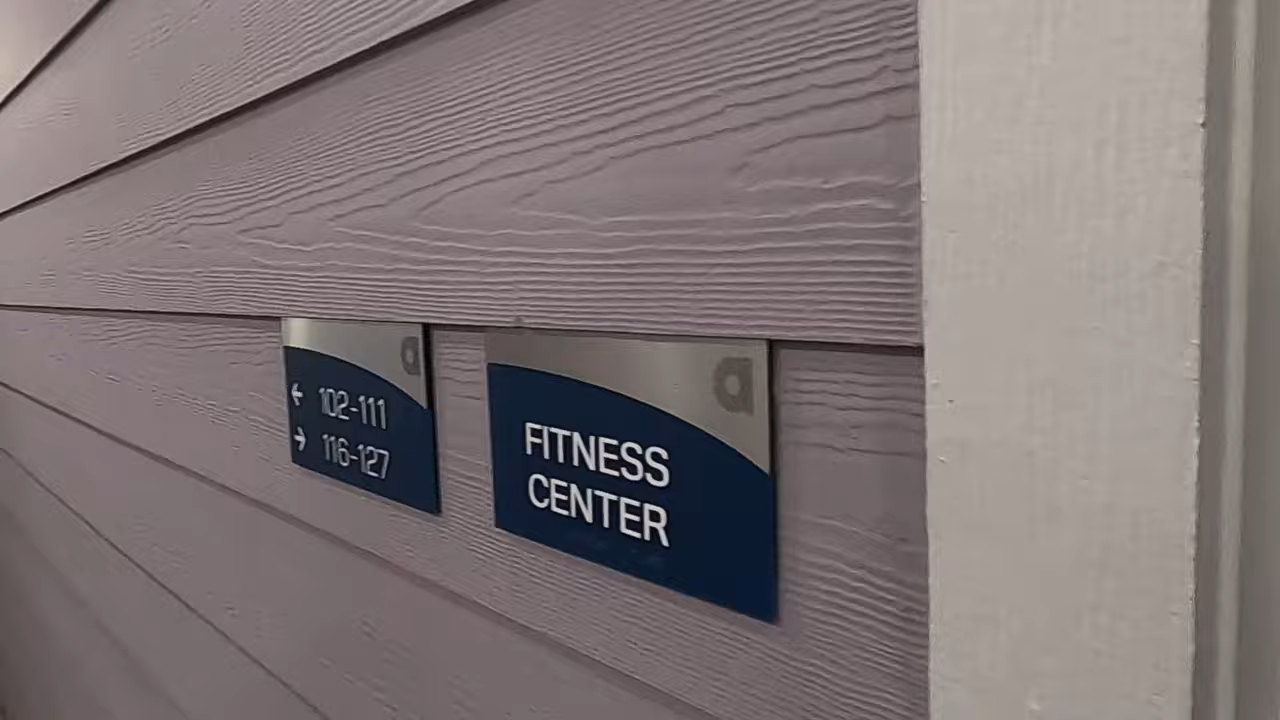 a
← 102-111
→ 116-127
a
FITNESS
CENTER